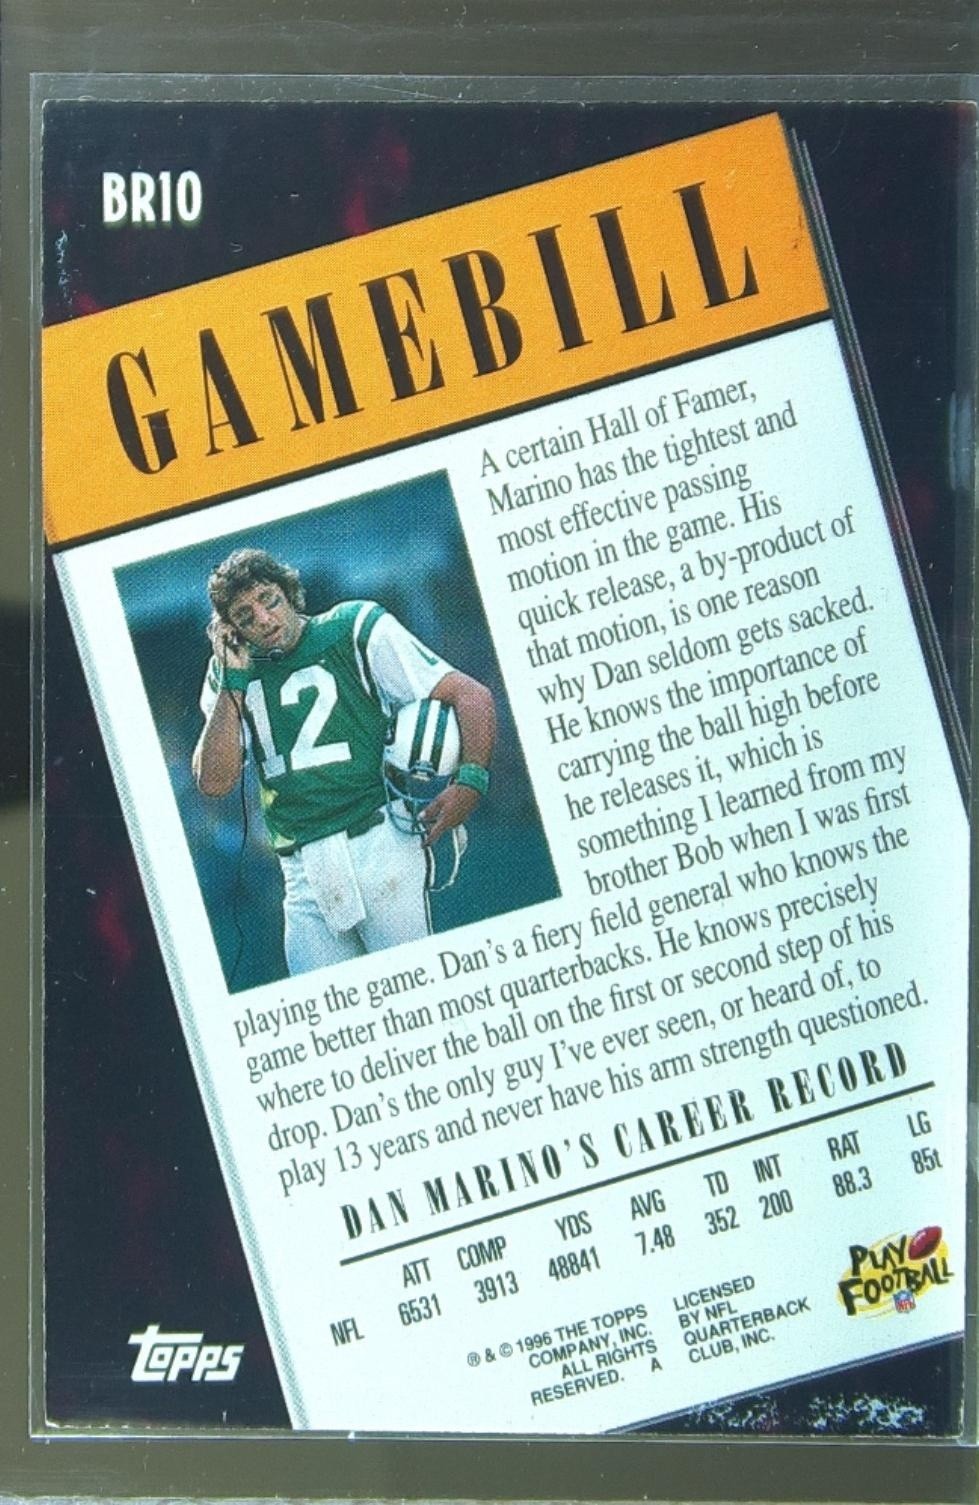 BR10
GAMEBILL
A certain Hall of Famer,
Marino has the tightest and
most effective passing
motion in the game. His
quick release, a by-product of
that motion, is one reason
why Dan seldom gets sacked.
He knows the importance of
carrying the ball high before
he releases it, which is
something I learned from my
brother Bob when I was first
playing the game. Dan's a fiery field general who knows the
game better than most quarterbacks. He knows precisely
where to deliver the ball on the first or second step of his
drop. Dan's the only guy I've ever seen, or heard of, to
play 13 years and never have his arm strength questioned.
12
DAN MARINO'S CAREER RECORD
ATT COMP YDS AVG TD INT RAT LG
NFL 6531 3913 48841 7.48 352 200 88.3 85t
® & © 1996 THE TOPPS
COMPANY, INC.
ALL RIGHTS
RESERVED. A
LICENSED
BY NFL
QUARTERBACK
CLUB, INC.
PLAY
FOOTBALL
NFL
TOPPS